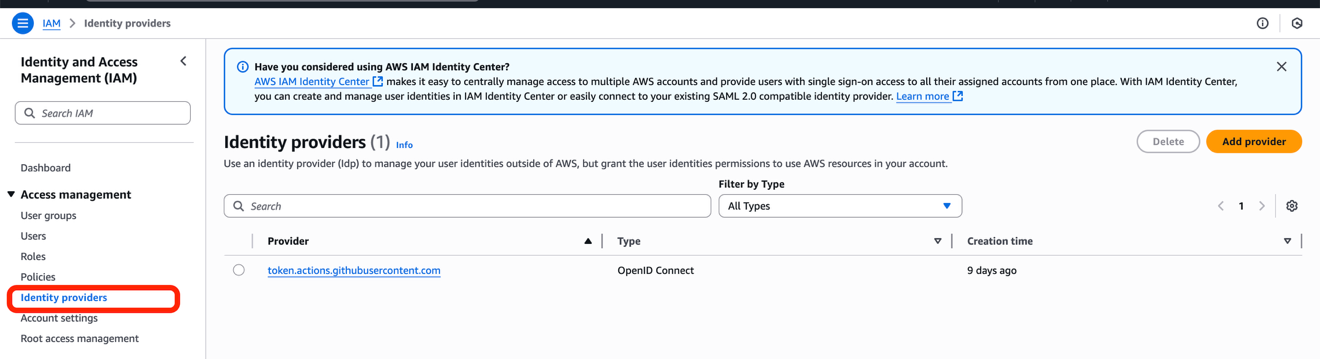 IAM > Identity providers
Identity and Access
Management (IAM)
Search IAM
Dashboard
Access management
User groups
Users
Roles
Policies
Identity providers
Account settings
Root access management
Have you considered using AWS IAM Identity Center?
AWS IAM Identity Center makes it easy to centrally manage access to multiple AWS accounts and provide users with single sign-on access to all their assigned accounts from one place. With IAM Identity Center,
you can create and manage user identities in IAM Identity Center or easily connect to your existing SAML 2.0 compatible identity provider. Learn more
Identity providers (1) Info
Delete
Add provider
Use an identity provider (Idp) to manage your user identities outside of AWS, but grant the user identities permissions to use AWS resources in your account.
Filter by Type
Search
All Types
1
Provider Type Creation time
token.actions.githubusercontent.com OpenID Connect 9 days ago